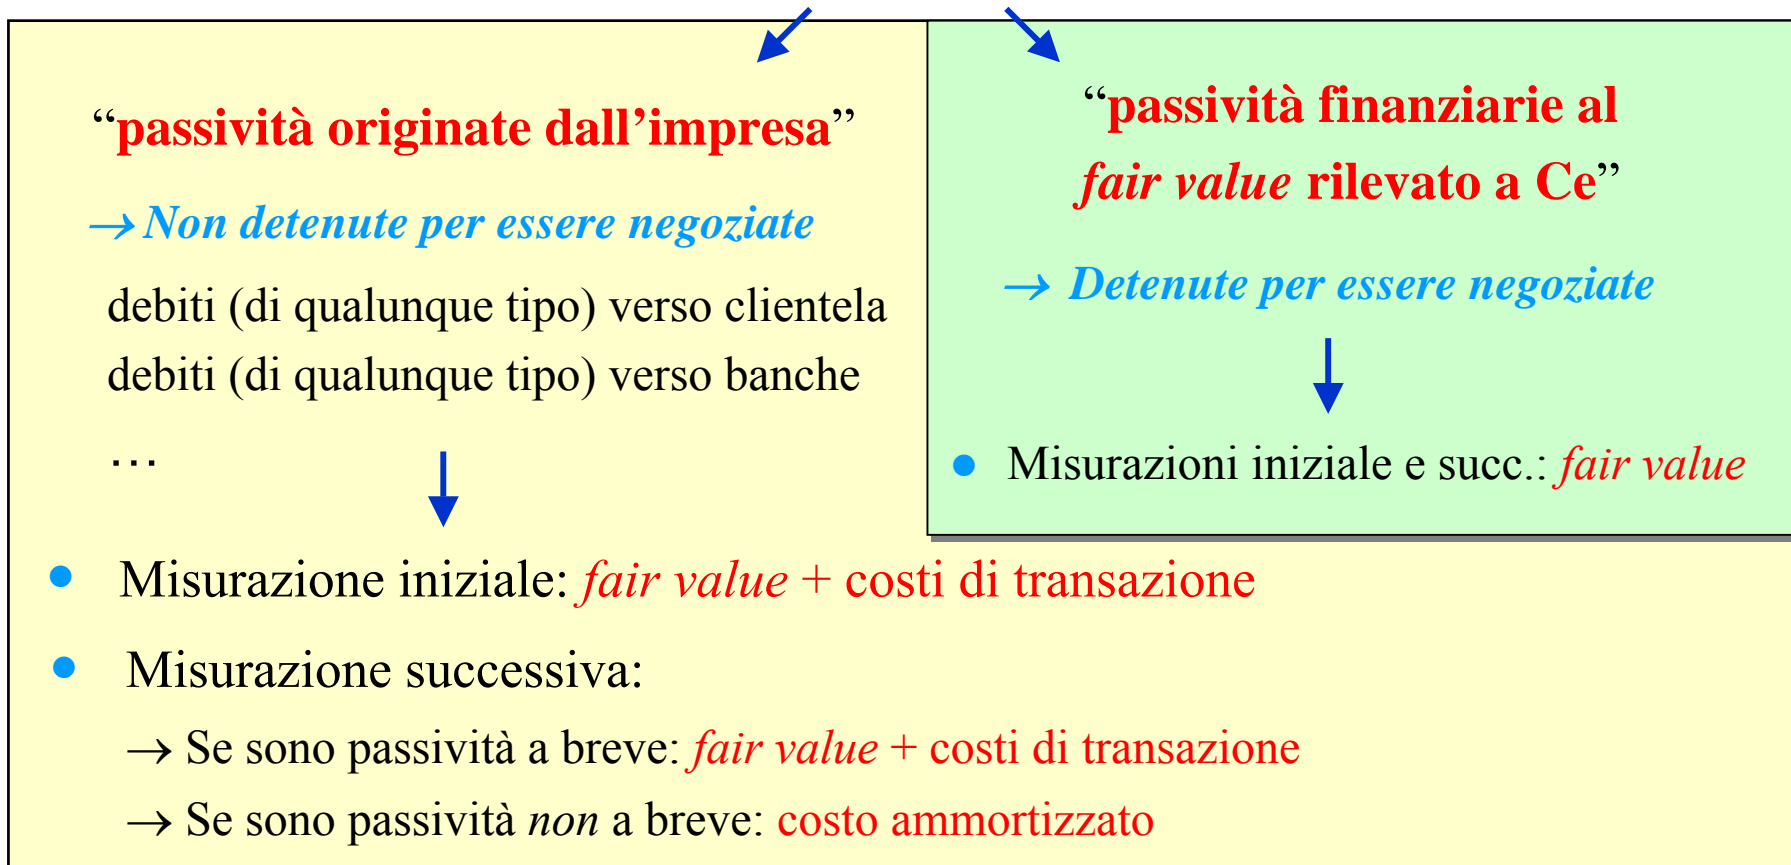 “passività originate dall’impresa”
→ Non detenute per essere negoziate
debiti (di qualunque tipo) verso clientela
debiti (di qualunque tipo) verso banche
…
“passività finanziarie al
fair value rilevato a Ce”
→ Detenute per essere negoziate
● Misurazioni iniziale e succ.: fair value
● Misurazione iniziale: fair value + costi di transazione
● Misurazione successiva:
→ Se sono passività a breve: fair value + costi di transazione
→ Se sono passività non a breve: costo ammortizzato